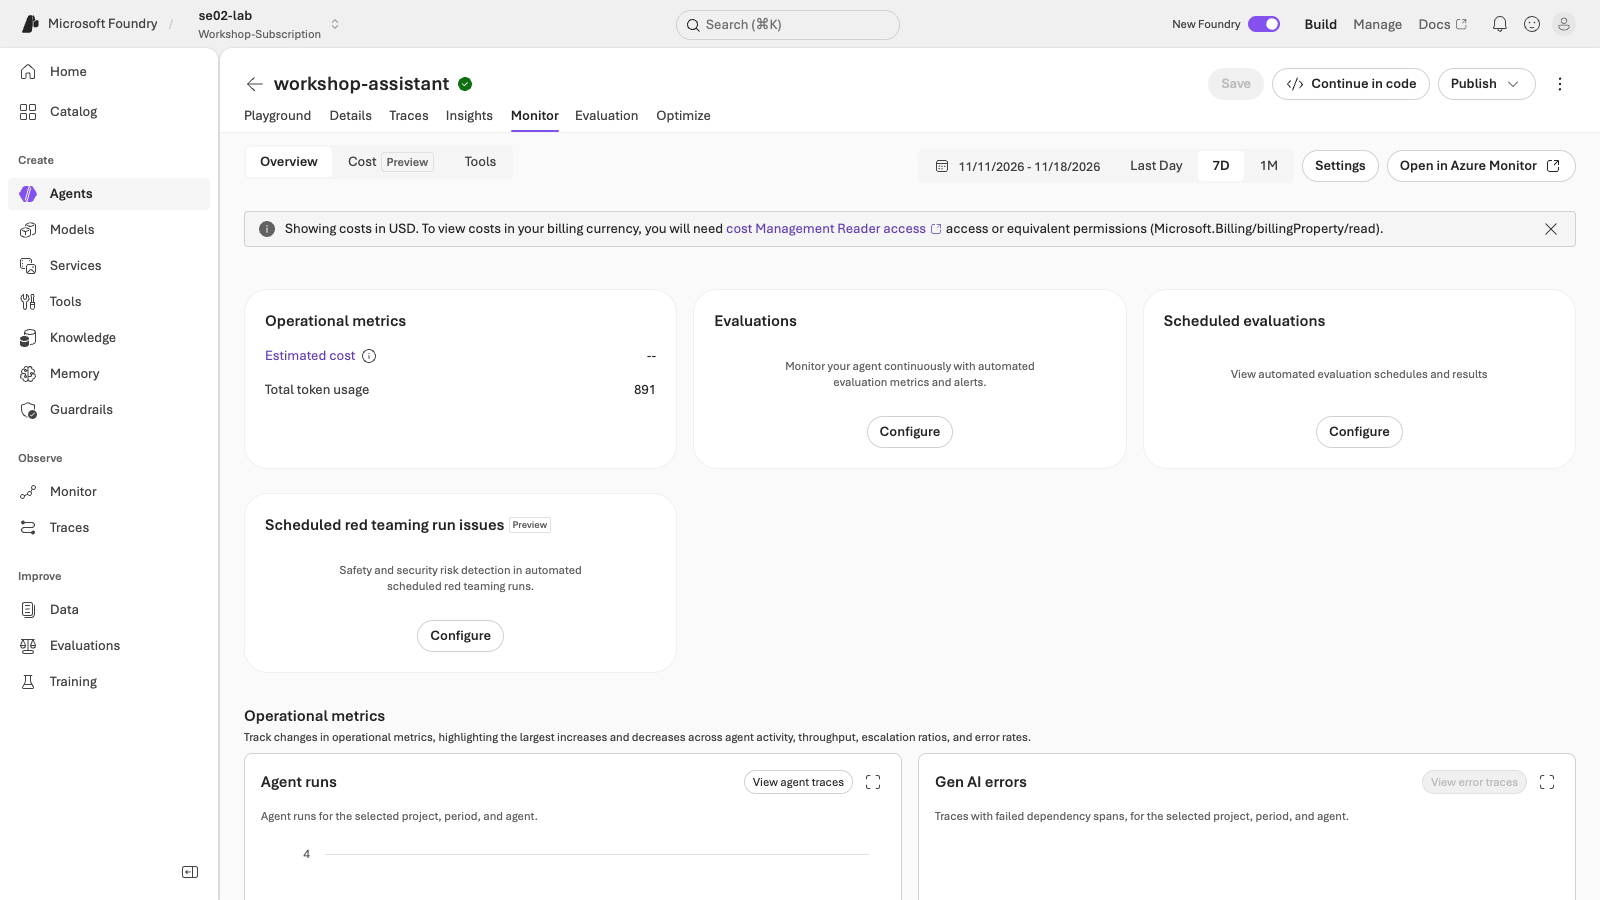 Microsoft Foundry / se02-lab
Workshop-Subscription
Search (⌘K)
New Foundry
Build
Manage
Docs
Home
Catalog
Create
Agents
Models
Services
Tools
Knowledge
Memory
Guardrails
Observe
Monitor
Traces
Improve
Data
Evaluations
Training
workshop-assistant
Save
</> Continue in code
Publish
Playground Details Traces Insights Monitor Evaluation Optimize
Overview Cost Preview Tools
11/11/2026 - 11/18/2026 Last Day 7D 1M
Settings
Open in Azure Monitor
Showing costs in USD. To view costs in your billing currency, you will need cost Management Reader access access or equivalent permissions (Microsoft.Billing/billingProperty/read).
Operational metrics
Estimated cost --
Total token usage 891
Evaluations
Monitor your agent continuously with automated
evaluation metrics and alerts.
Configure
Scheduled evaluations
View automated evaluation schedules and results
Configure
Scheduled red teaming run issues Preview
Safety and security risk detection in automated
scheduled red teaming runs.
Configure
Operational metrics
Track changes in operational metrics, highlighting the largest increases and decreases across agent activity, throughput, escalation ratios, and error rates.
Agent runs
View agent traces
Agent runs for the selected project, period, and agent.
4
Gen AI errors
View error traces
Traces with failed dependency spans, for the selected project, period, and agent.